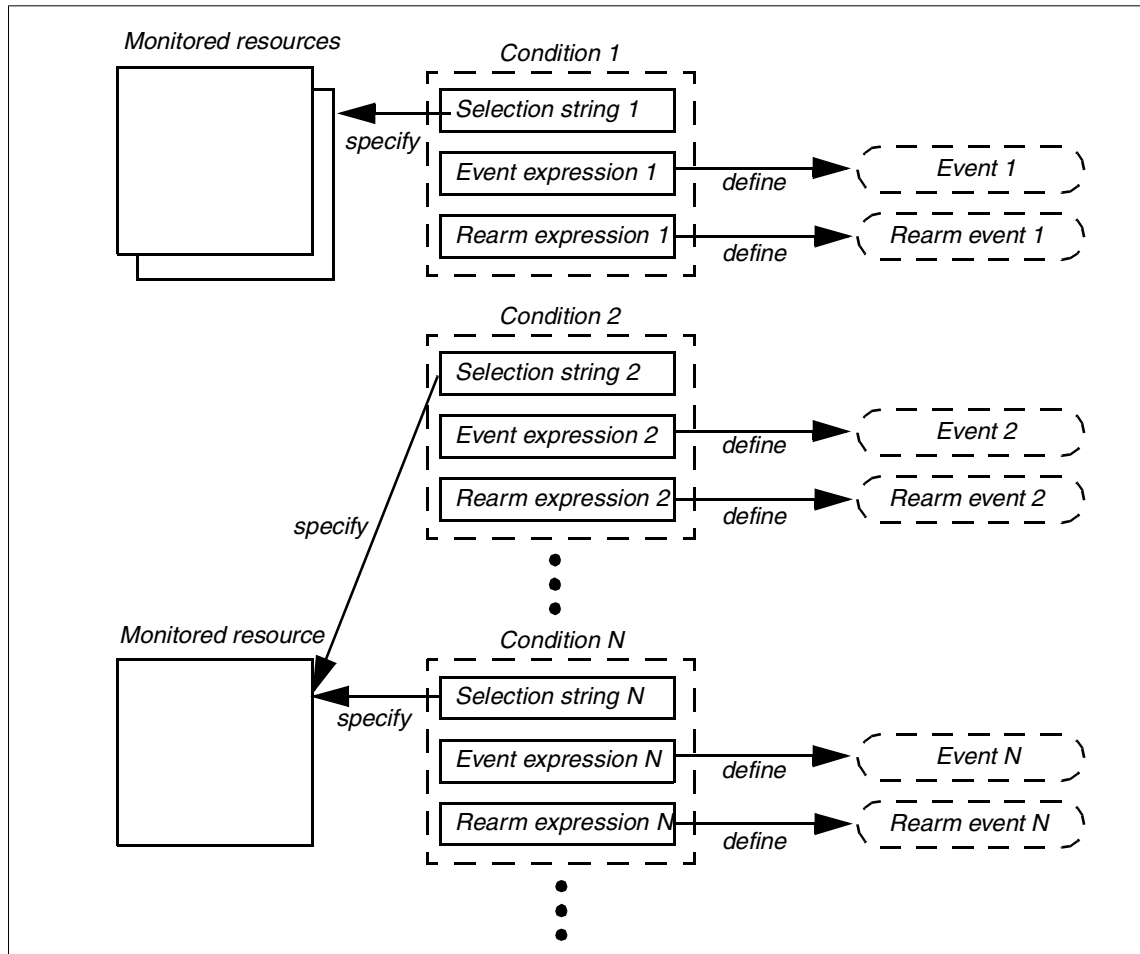 Monitored resources
Condition 1
Selection string 1
specify
Event expression 1
define
Event 1
Rearm expression 1
define
Rearm event 1
Condition 2
Selection string 2
Event expression 2
define
Event 2
Rearm expression 2
define
Rearm event 2
specify
Monitored resource
Condition N
Selection string N
specify
Event expression N
define
Event N
Rearm expression N
define
Rearm event N